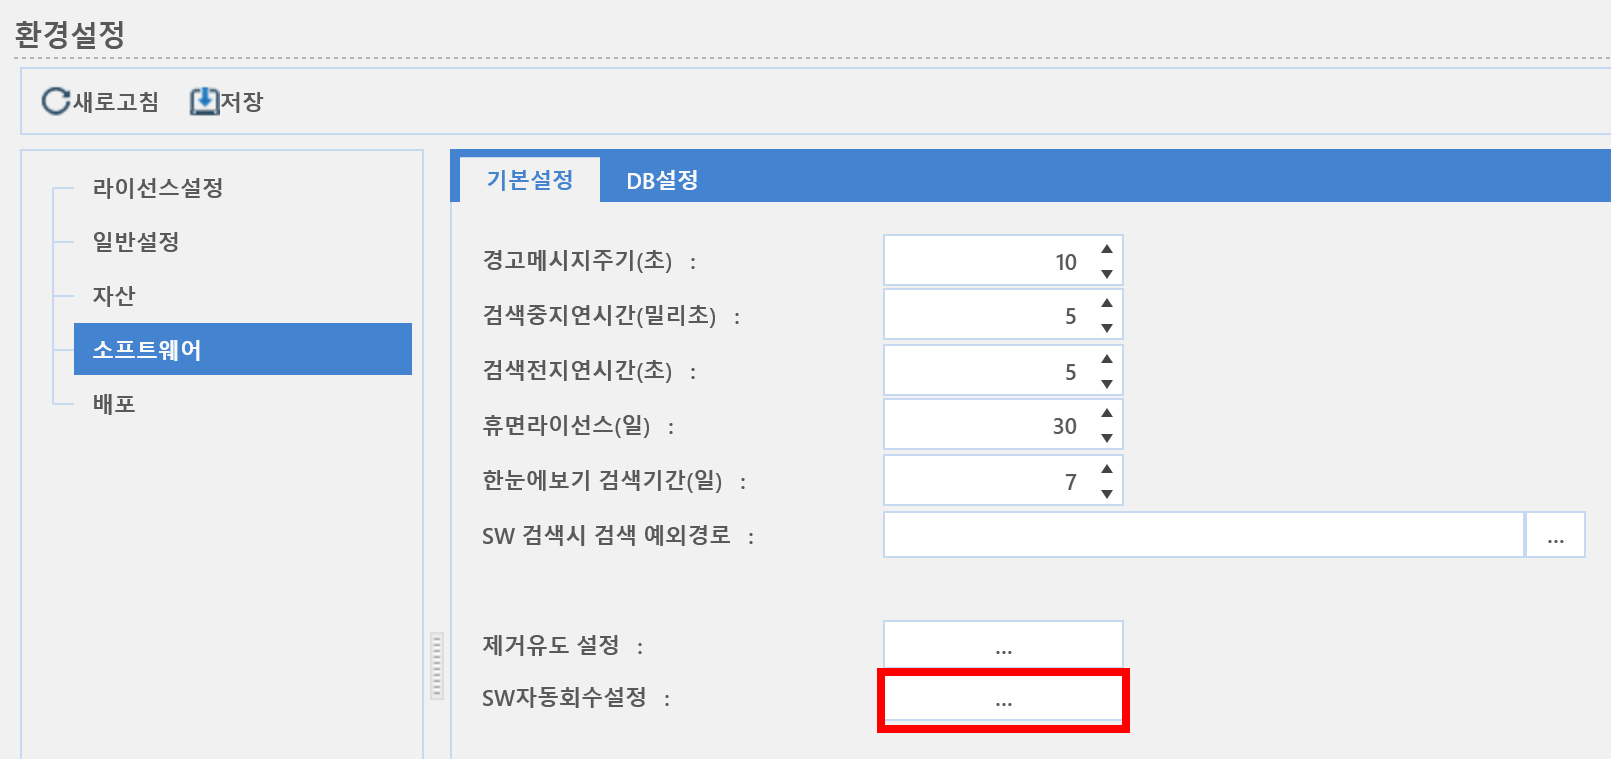 환경설정
새로고침 저장
라이선스설정
일반설정
자산
소프트웨어
배포
기본설정 DB설정
경고메시지주기(초) : 10
검색중지연시간(밀리초) : 5
검색전지연시간(초) : 5
휴면라이선스(일) : 30
한눈에보기 검색기간(일) : 7
SW 검색시 검색 예외경로 : ...
제거유도 설정 : ...
SW자동회수설정 : ...